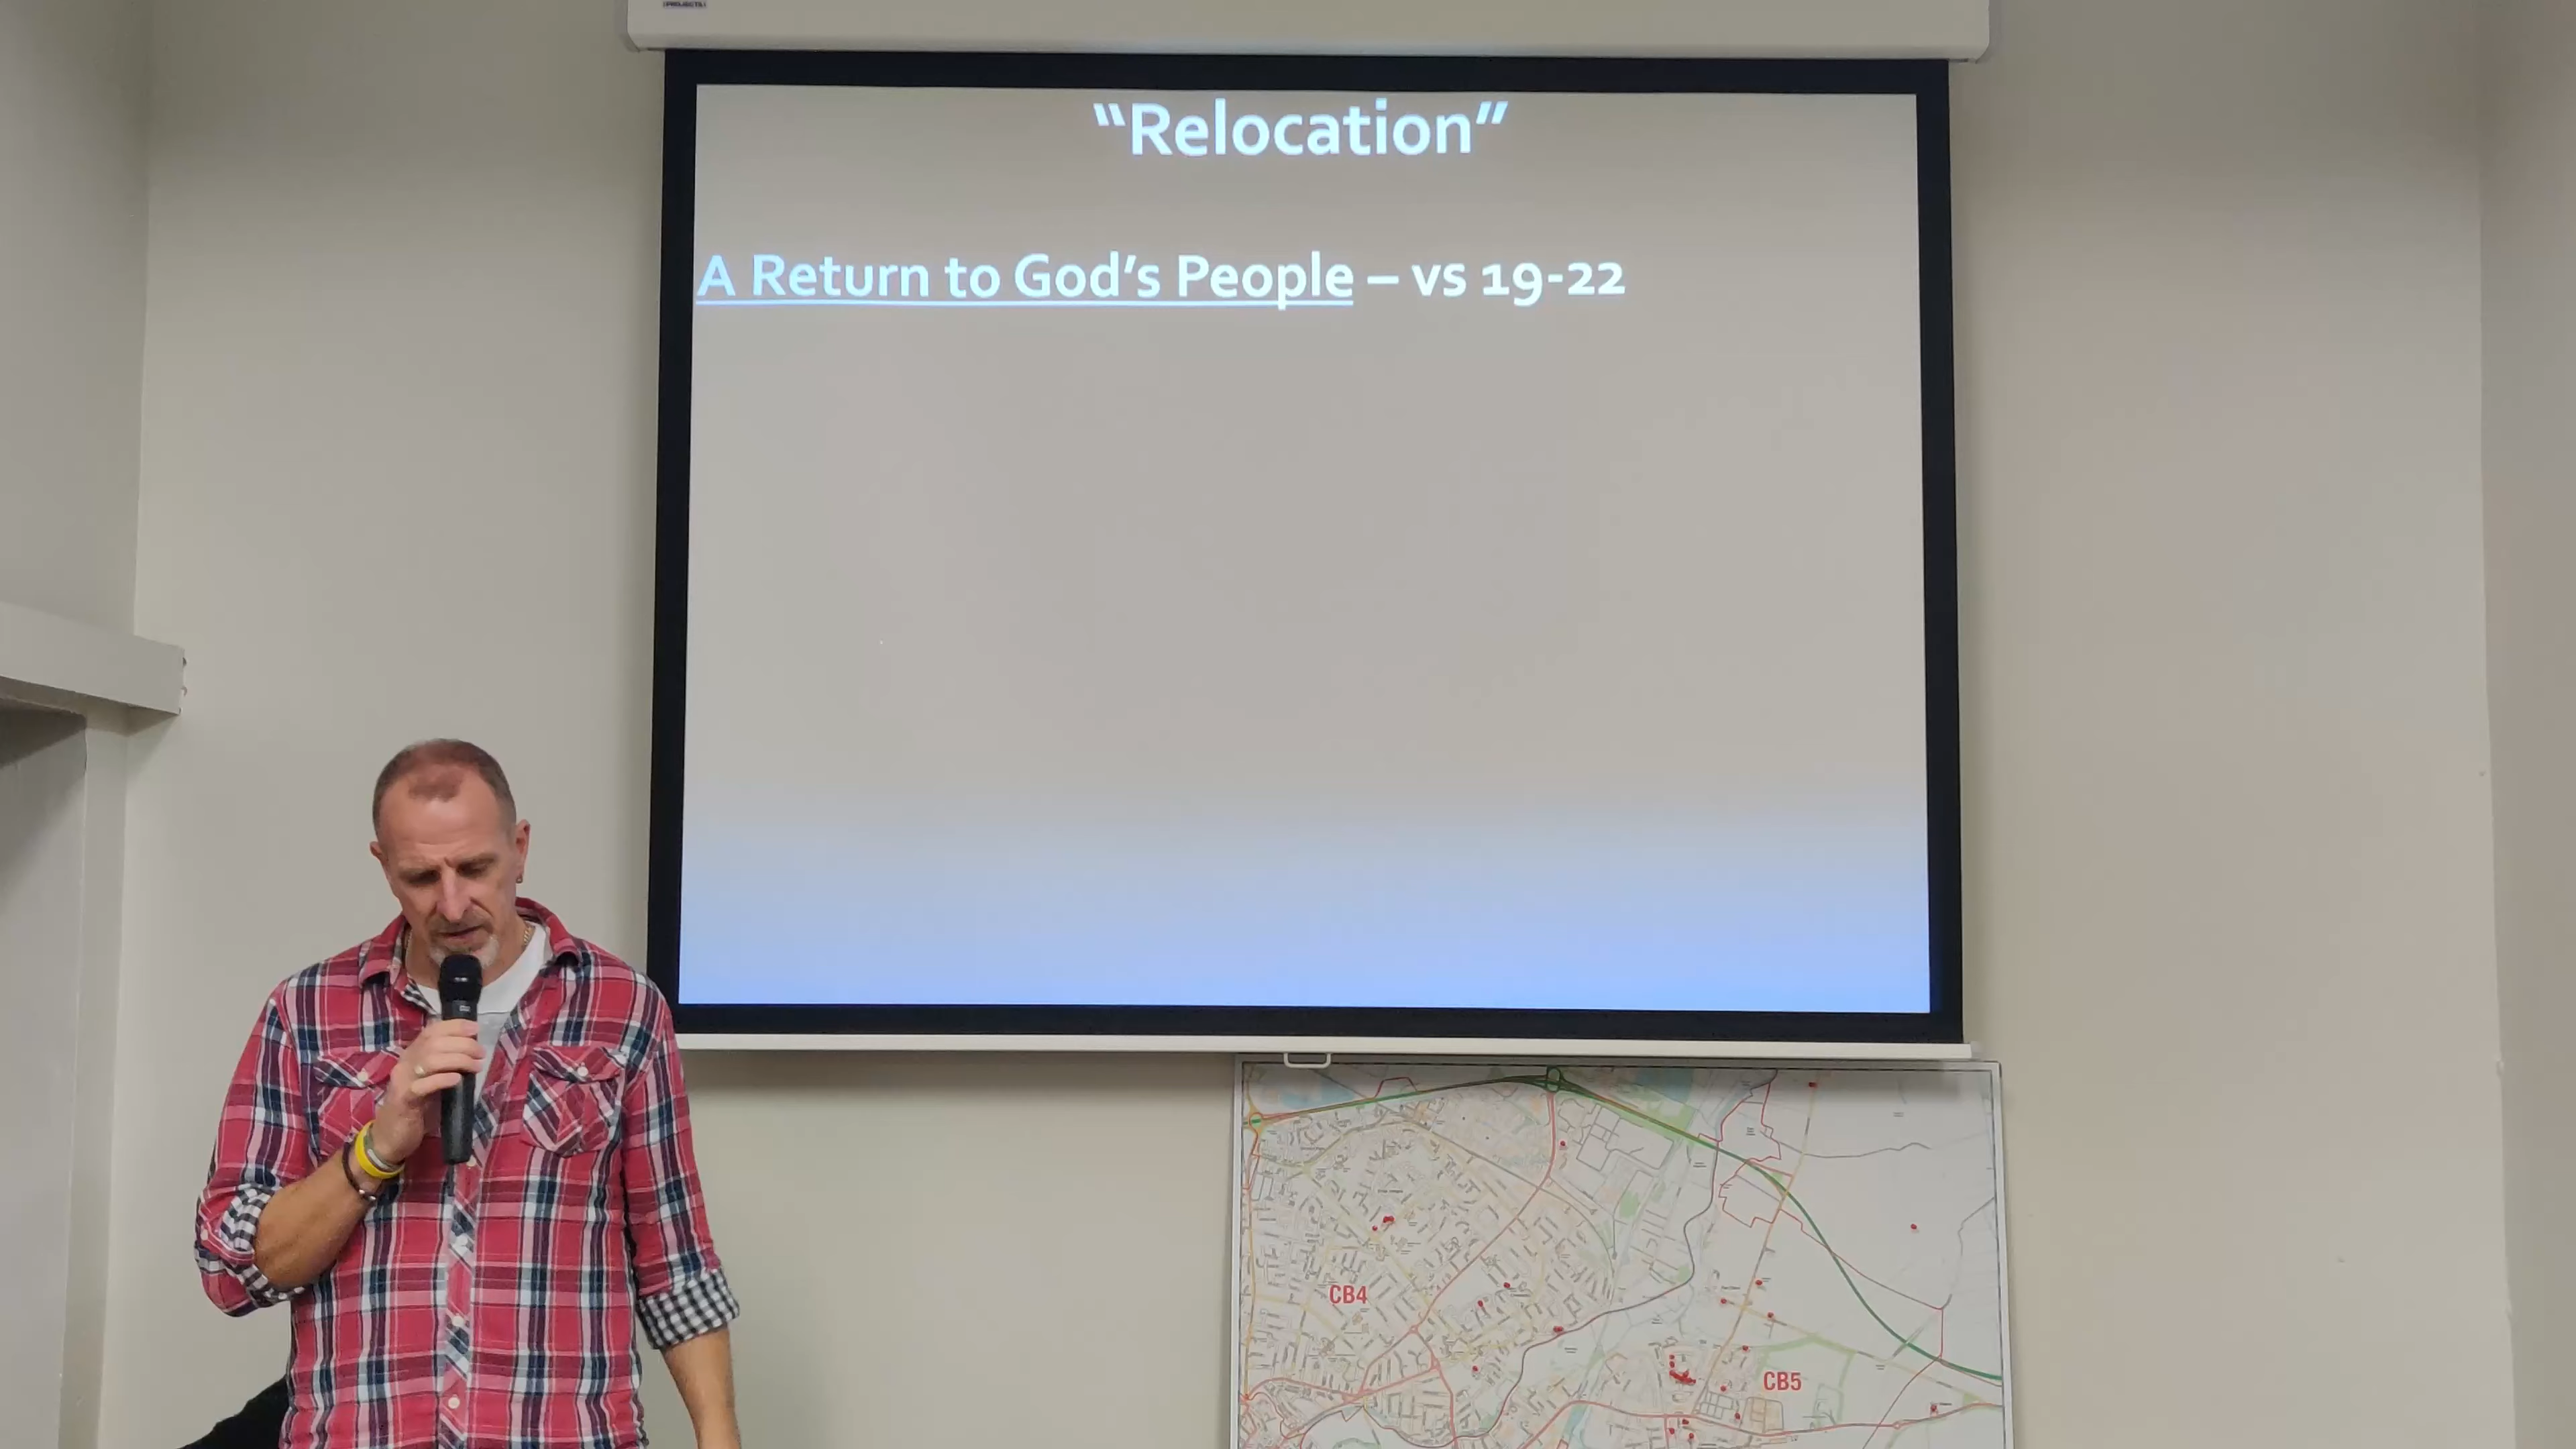 “Relocation”
A Return to God’s People – vs 19-22
CB4
CB5